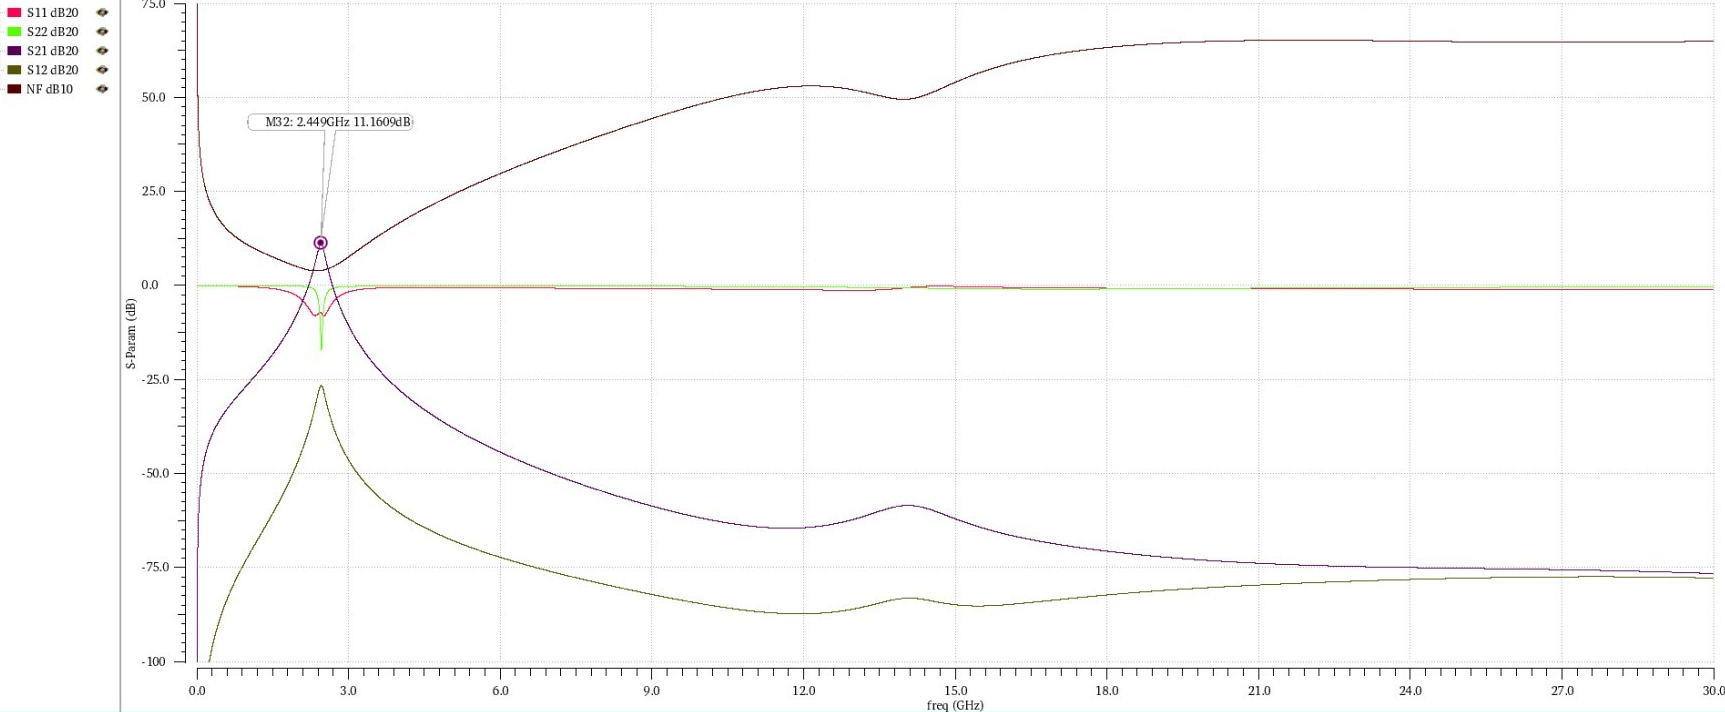 S11 dB20
S22 dB20
S21 dB20
S12 dB20
NF dB10
75.0
50.0
M32: 2.449GHz 11.1609dB
25.0
0.0
S-Param (dB)
-25.0
-50.0
-75.0
-100
0.0 3.0 6.0 9.0 12.0 15.0 18.0 21.0 24.0 27.0 30.0
freq (GHz)